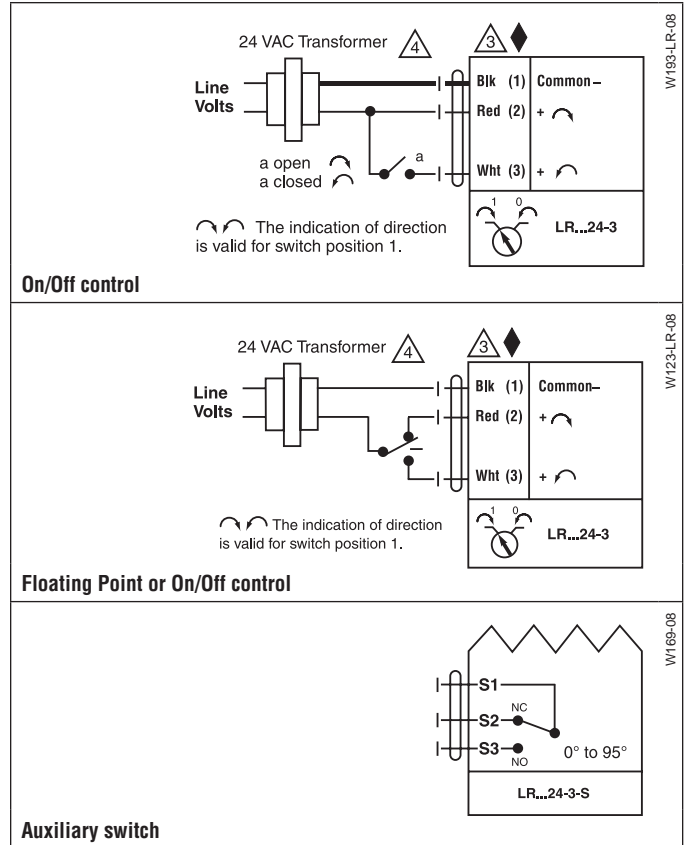 24 VAC Transformer
4
3
Line
Volts
Blk (1) Common–
Red (2) +
Wht (3) +
a
a open
a closed
The indication of direction
is valid for switch position 1.
1 0
LR...24-3
On/Off control
W193-LR-08
24 VAC Transformer
4
3
Line
Volts
Blk (1) Common–
Red (2) +
Wht (3) +
The indication of direction
is valid for switch position 1.
1 0
LR...24-3
Floating Point or On/Off control
W123-LR-08
S1
S2 NC
S3 NO
0° to 95°
LR...24-3-S
Auxiliary switch
W169-08